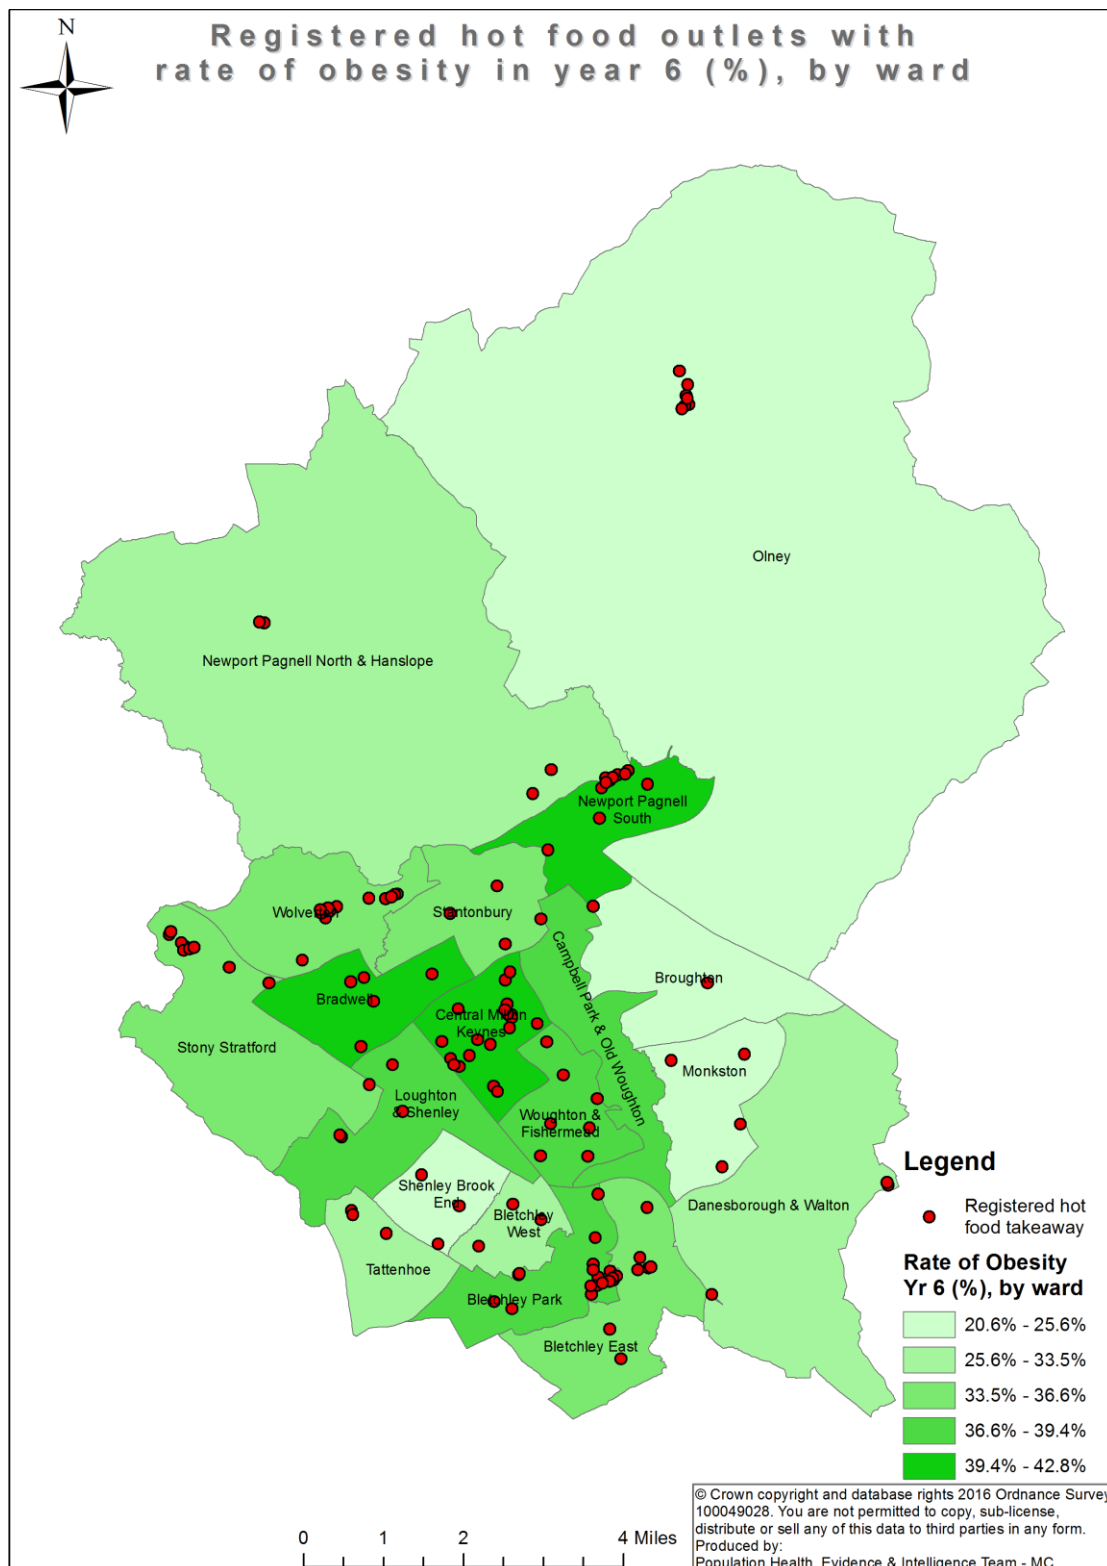 N
Registered hot food outlets with
rate of obesity in year 6 (%), by ward
Olney
Newport Pagnell North & Hanslope
Newport Pagnell
South
Wolverton
Stantonbury
Campbell Park & Old Woughton
Broughton
Bradwell
Central Milton
Keynes
Stony Stratford
Monkston
Loughton
& Shenley
Woughton &
Fishermead
Shenley Brook
End
Bletchley
West
Danesborough & Walton
Tattenhoe
Bletchley Park
Bletchley East
Legend
Registered hot
food takeaway
Rate of Obesity
Yr 6 (%), by ward
20.6% - 25.6%
25.6% - 33.5%
33.5% - 36.6%
36.6% - 39.4%
39.4% - 42.8%
© Crown copyright and database rights 2016 Ordnance Survey
100049028. You are not permitted to copy, sub-license,
distribute or sell any of this data to third parties in any form.
Produced by:
Population Health, Evidence & Intelligence Team - MC
0 1 2 4 Miles